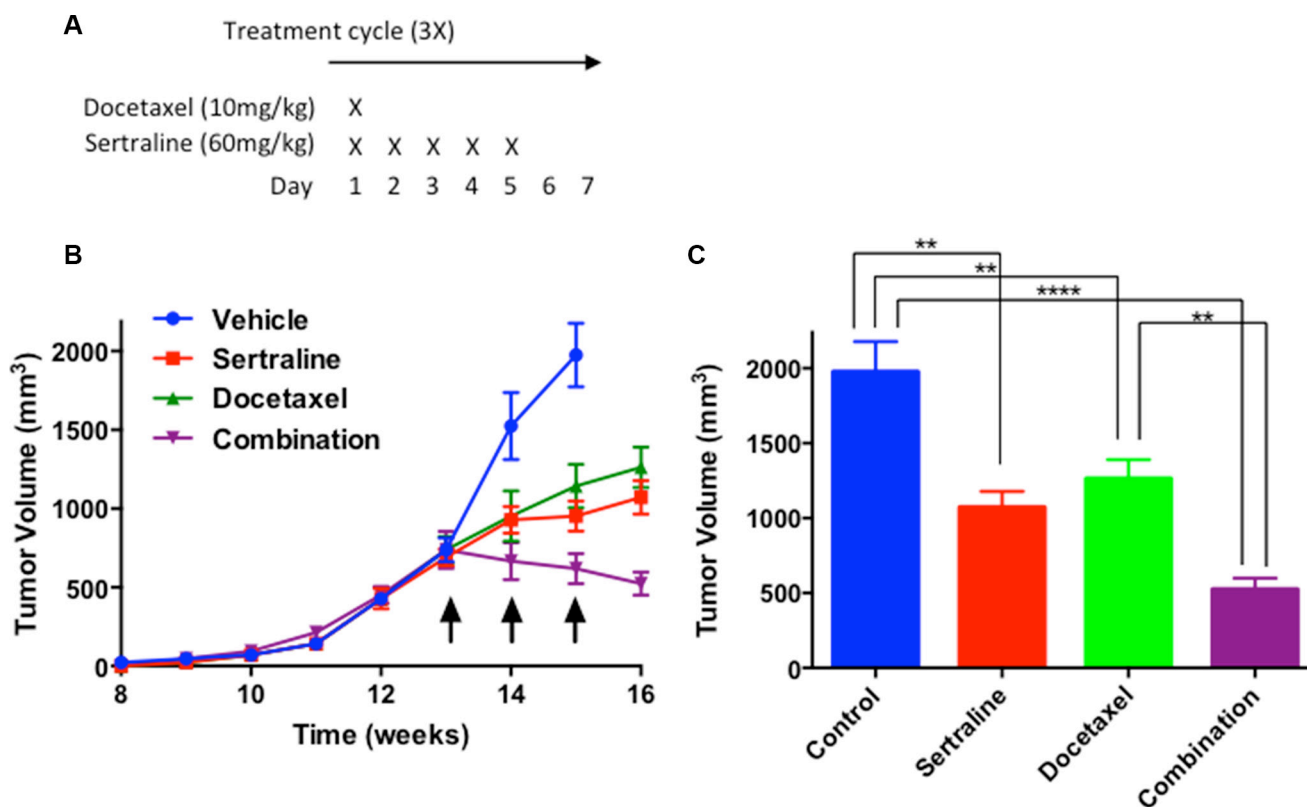 A
Treatment cycle (3X)
Docetaxel (10mg/kg) X
Sertraline (60mg/kg) X X X X X
Day 1 2 3 4 5 6 7
B
Vehicle
Sertraline
Docetaxel
Combination
Tumor Volume (mm³)
2000
1500
1000
500
0
8 10 12 14 16
Time (weeks)
C
**
**
****
**
Tumor Volume (mm³)
2000
1500
1000
500
0
Control
Sertraline
Docetaxel
Combination